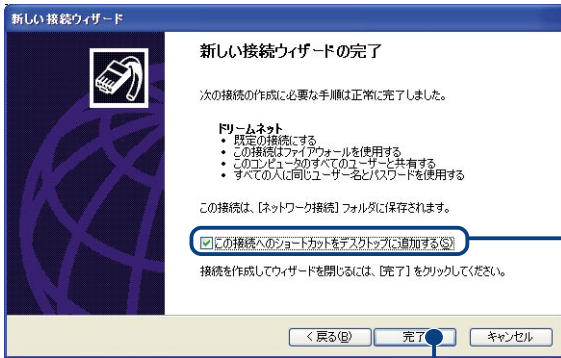 新しい接続ウィザード
新しい接続ウィザードの完了
次の接続の作成に必要な手順は正常に完了しました。
ドリームネット
• 既定の接続にする
• この接続はファイアウォールを使用する
• このコンピュータのすべてのユーザーと共有する
• すべての人に同じユーザー名とパスワードを使用する
この接続は、[ネットワーク接続] フォルダに保存されます。
この接続へのショートカットをデスクトップに追加する(S)
接続を作成してウィザードを閉じるには、[完了] をクリックしてください。
< 戻る(B) 完了 キャンセル